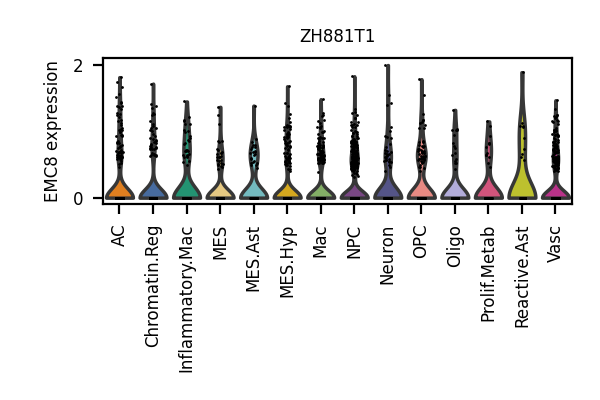 ZH881T1
EMC8 expression
2
0
AC
Chromatin.Reg
Inflammatory.Mac
MES
MES.Ast
MES.Hyp
Mac
NPC
Neuron
OPC
Oligo
Prolif.Metab
Reactive.Ast
Vasc